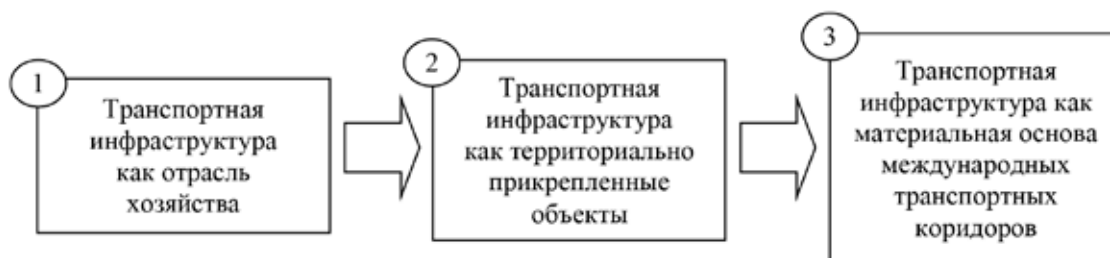 1
Транспортная
инфраструктура
как отрасль
хозяйства
2
Транспортная
инфраструктура
как территориально
прикрепленные
объекты
3
Транспортная
инфраструктура как
материальная основа
международных
транспортных
коридоров